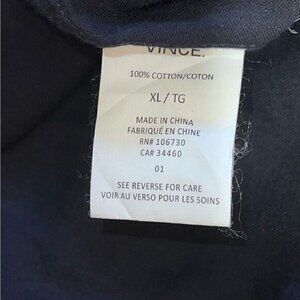 VINCE.
100% COTTON/COTON
XL / TG
MADE IN CHINA
FABRIQUÉ EN CHINE
RN# 106730
CA# 34460
01
SEE REVERSE FOR CARE
VOIR AU VERSO POUR LES SOINS